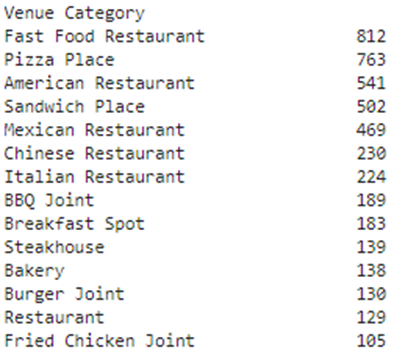 Venue Category
Fast Food Restaurant 812
Pizza Place 763
American Restaurant 541
Sandwich Place 502
Mexican Restaurant 469
Chinese Restaurant 230
Italian Restaurant 224
BBQ Joint 189
Breakfast Spot 183
Steakhouse 139
Bakery 138
Burger Joint 130
Restaurant 129
Fried Chicken Joint 105